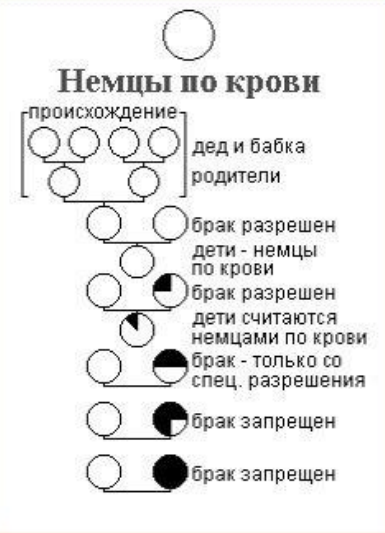 Немцы по крови
происхождение
дед и бабка
родители
брак разрешен
дети - немцы
по крови
брак разрешен
дети считаются
немцами по крови
брак - только со
спец. разрешения
брак запрещен
брак запрещен